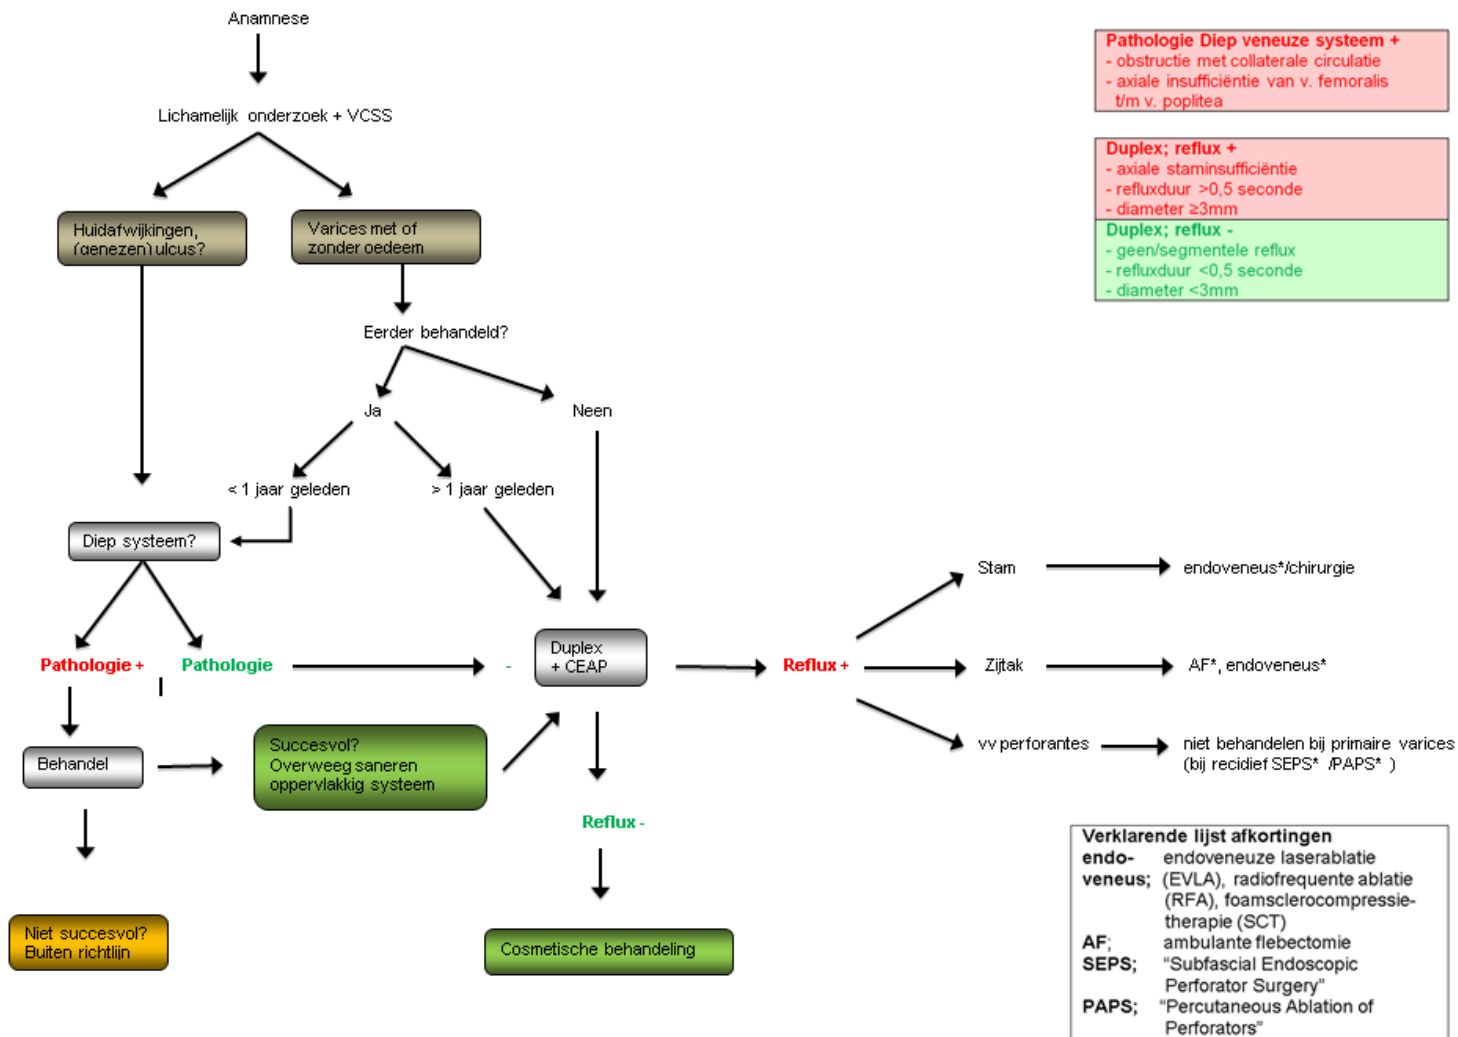 Anamnese
Lichamelijk onderzoek + VCSS
Huidafwijkingen,
(genezen) ulcus?
Varices met of
zonder oedeem
Eerder behandeld?
Ja
Neen
< 1 jaar geleden
> 1 jaar geleden
Diep systeem?
Pathologie +
Pathologie
-
Duplex
+ CEAP
Behandel
Succesvol?
Overweeg saneren
oppervlakkig systeem
Niet succesvol?
Buiten richtlijn
Reflux -
Cosmetische behandeling
Reflux +
Stam
endoveneus*/chirurgie
Zijtak
AF*, endoveneus*
vv perforantes
niet behandelen bij primaire varices
(bij recidief SEPS* /PAPS* )
Pathologie Diep veneuze systeem +
- obstructie met collaterale circulatie
- axiale insufficiëntie van v. femoralis
t/m v. poplitea
Duplex; reflux +
- axiale staminsufficiëntie
- refluxduur >0,5 seconde
- diameter ≥3mm
Duplex; reflux -
- geen/segmentele reflux
- refluxduur <0,5 seconde
- diameter <3mm
Verklarende lijst afkortingen
endo- endoveneuze laserablatie
veneus; (EVLA), radiofrequente ablatie
(RFA), foamsclerocompressie-
therapie (SCT)
AF; ambulante flebectomie
SEPS; "Subfascial Endoscopic
Perforator Surgery"
PAPS; "Percutaneous Ablation of
Perforators"